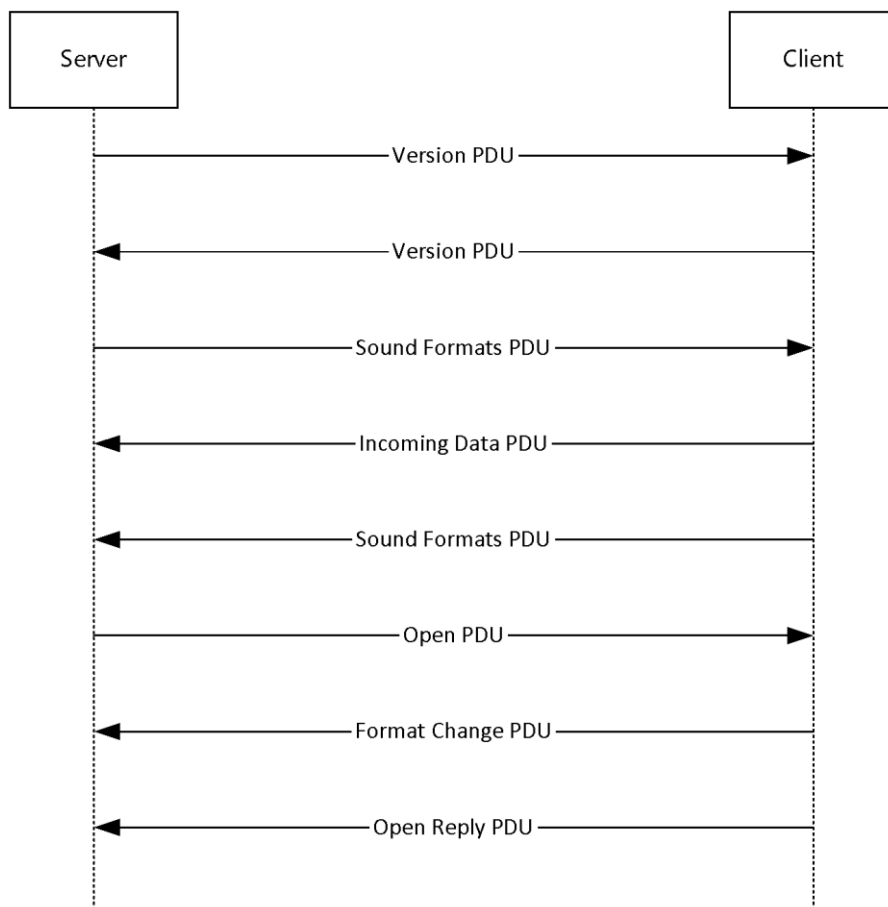 Server
Client
Version PDU
Version PDU
Sound Formats PDU
Incoming Data PDU
Sound Formats PDU
Open PDU
Format Change PDU
Open Reply PDU